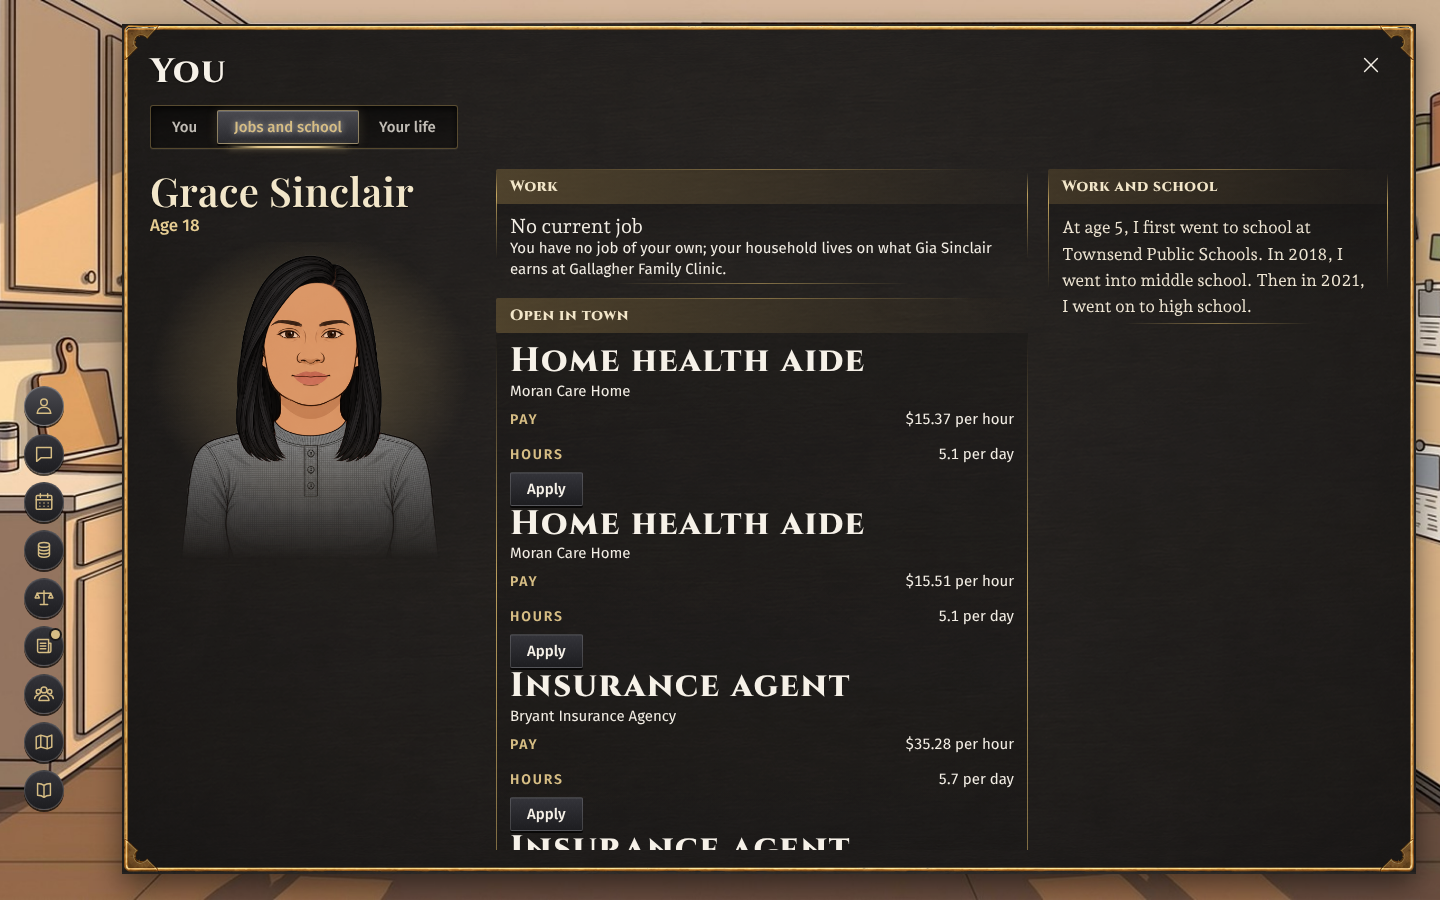 You
You
Jobs and school
Your life
Grace Sinclair
Age 18
Work
No current job
You have no job of your own; your household lives on what Gia Sinclair
earns at Gallagher Family Clinic.
Open in town
Home health aide
Moran Care Home
PAY
$15.37 per hour
HOURS
5.1 per day
Apply
Home health aide
Moran Care Home
PAY
$15.51 per hour
HOURS
5.1 per day
Apply
Insurance agent
Bryant Insurance Agency
PAY
$35.28 per hour
HOURS
5.7 per day
Apply
Insurance agent
Work and school
At age 5, I first went to school at
Townsend Public Schools. In 2018, I
went into middle school. Then in 2021,
I went on to high school.